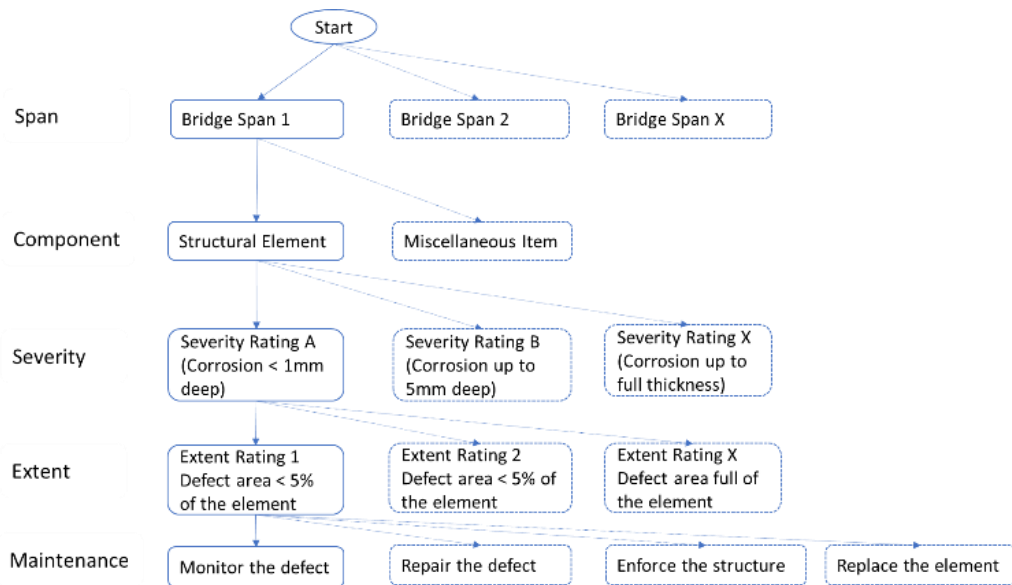 Start
Span
Bridge Span 1
Bridge Span 2
Bridge Span X
Component
Structural Element
Miscellaneous Item
Severity
Severity Rating A
(Corrosion < 1mm
deep)
Severity Rating B
(Corrosion up to
5mm deep)
Severity Rating X
(Corrosion up to
full thickness)
Extent
Extent Rating 1
Defect area < 5%
of the element
Extent Rating 2
Defect area < 5% of
the element
Extent Rating X
Defect area full of
the element
Maintenance
Monitor the defect
Repair the defect
Enforce the structure
Replace the element